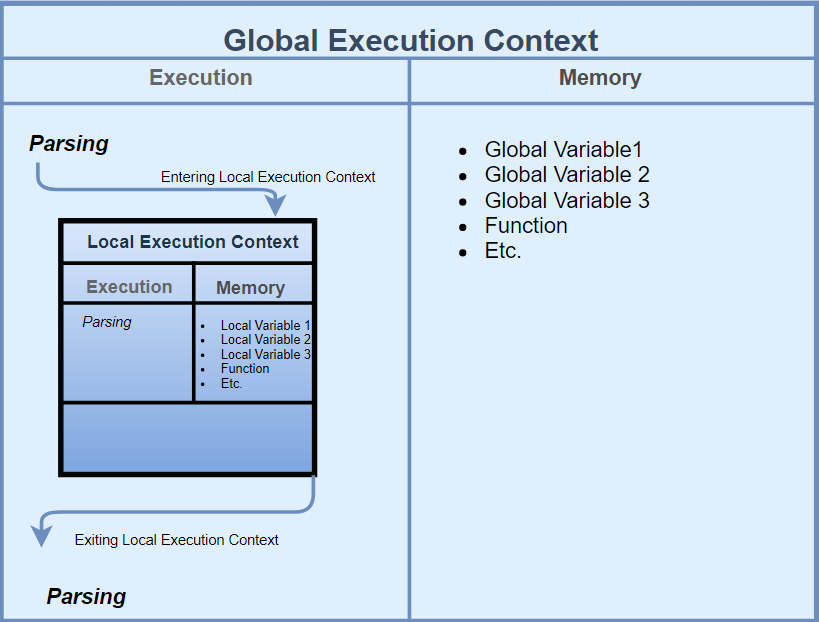 Global Execution Context
Execution
Memory
Parsing
Entering Local Execution Context
Local Execution Context
Execution
Memory
Parsing
• Local Variable 1
• Local Variable 2
• Local Variable 3
• Function
• Etc.
Exiting Local Execution Context
Parsing
• Global Variable1
• Global Variable 2
• Global Variable 3
• Function
• Etc.